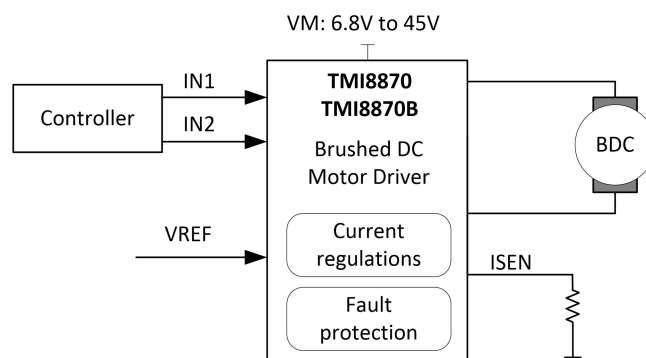 VM: 6.8V to 45V
TMI8870
TMI8870B
IN1
Controller
IN2
Brushed DC
Motor Driver
BDC
VREF
Current
regulations
ISEN
Fault
protection